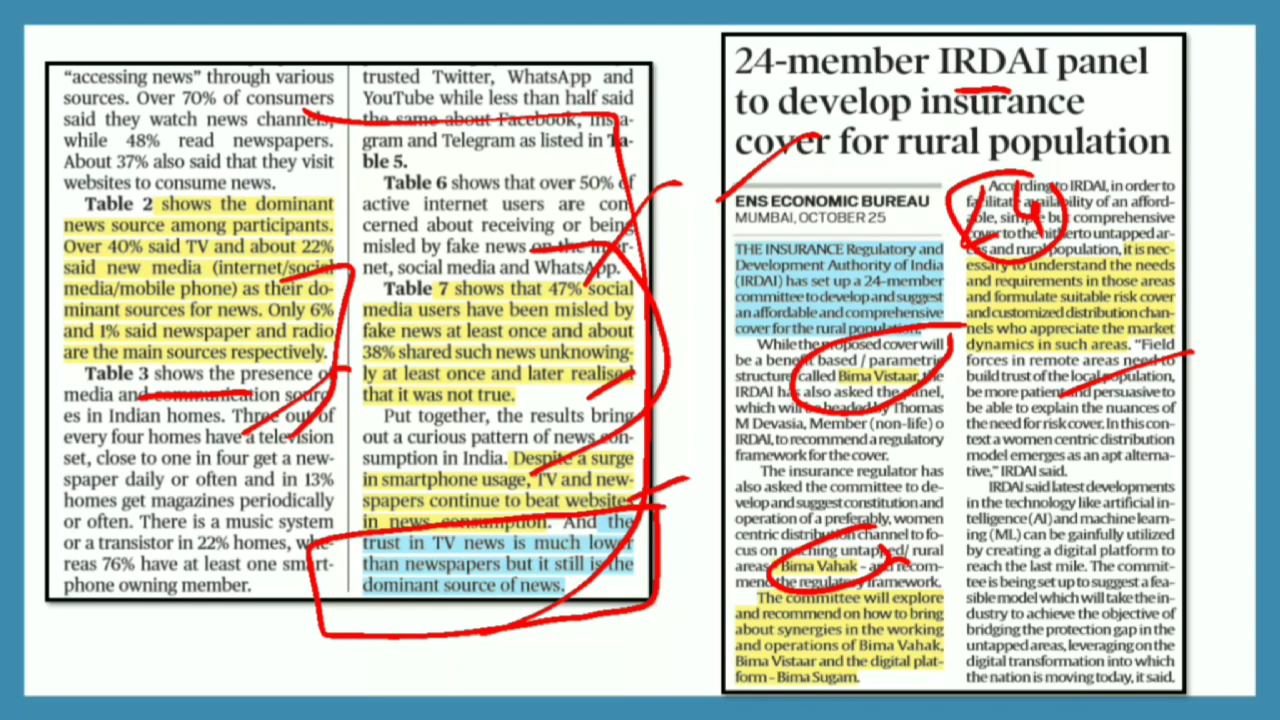 “accessing news” through various
sources. Over 70% of consumers
said they watch news channels,
while 48% read newspapers.
About 37% also said that they visit
websites to consume news.
Table 2 shows the dominant
news source among participants.
Over 40% said TV and about 22%
said new media (internet/social
media/mobile phone) as their do-
minant sources for news. Only 6%
and 1% said newspaper and radio
are the main sources respectively.
Table 3 shows the presence of
media and communication sourc-
es in Indian homes. Three out of
every four homes have a television
set, close to one in four get a new-
spaper daily or often and in 13%
homes get magazines periodically
or often. There is a music system
or a transistor in 22% homes, whe-
reas 76% have at least one smart-
phone owning member.
trusted Twitter, WhatsApp and
YouTube while less than half said
the same about Facebook, Insta-
gram and Telegram as listed in Ta-
ble 5.
Table 6 shows that over 50% of
active internet users are con-
cerned about receiving or being
misled by fake news on the inter-
net, social media and WhatsApp.
Table 7 shows that 47% social
media users have been misled by
fake news at least once and about
38% shared such news unknowing-
ly at least once and later realised
that it was not true.
Put together, the results bring
out a curious pattern of news con-
sumption in India. Despite a surge
in smartphone usage, TV and new-
spapers continue to beat websites
in news consumption. And the
trust in TV news is much lower
than newspapers but it still is the
dominant source of news.
24-member IRDAI panel
to develop insurance
cover for rural population
ENS ECONOMIC BUREAU
MUMBAI, OCTOBER 25
THE INSURANCE Regulatory and
Development Authority of India
(IRDAI) has set up a 24-member
committee to develop and suggest
an affordable and comprehensive
cover for the rural population.
While the proposed cover will
be a benefit based / parametric
structure called Bima Vistaar, the
IRDAI has also asked the panel,
which will be headed by Thomas
M Devasia, Member (non-life) o
IRDAI, to recommend a regulatory
framework for the cover.
The insurance regulator has
also asked the committee to de-
velop and suggest constitution and
operation of a preferably, women
centric distribution channel to fo-
cus on reaching untapped/ rural
areas – Bima Vahak – and recom-
mend the regulatory framework.
The committee will explore
and recommend on how to bring
about synergies in the working
and operations of Bima Vahak,
Bima Vistaar and the digital plat-
form – Bima Sugam.
According to IRDAI, in order to
facilitate availability of an afford-
able, simple but comprehensive
cover to the hitherto untapped ar-
eas and rural population, it is nec-
essary to understand the needs
and requirements in those areas
and formulate suitable risk cover
and customized distribution chan-
nels who appreciate the market
dynamics in such areas. “Field
forces in remote areas need to
build trust of the local population,
be more patient and persuasive to
be able to explain the nuances of
the need for risk cover. In this con-
text a women centric distribution
model emerges as an apt alterna-
tive,” IRDAI said.
IRDAI said latest developments
in the technology like artificial in-
telligence (AI) and machine learn-
ing (ML) can be gainfully utilized
by creating a digital platform to
reach the last mile. The commit-
tee is being set up to suggest a fea-
sible model which will take the in-
dustry to achieve the objective of
bridging the protection gap in the
untapped areas, leveraging on the
digital transformation into which
the nation is moving today, it said.